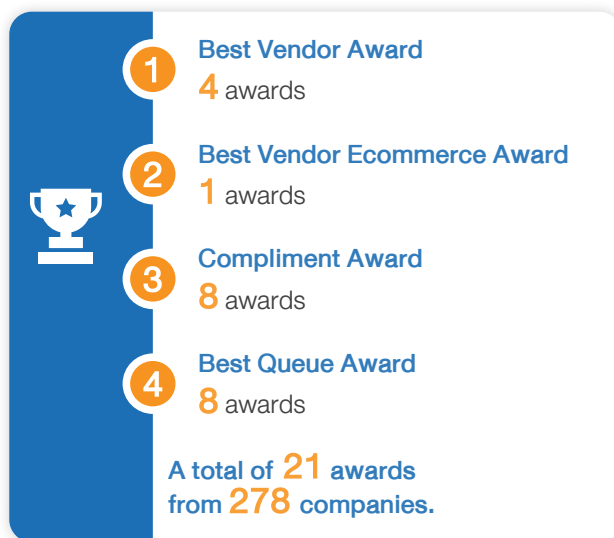 1
Best Vendor Award
4 awards
2
Best Vendor Ecommerce Award
1 awards
3
Compliment Award
8 awards
4
Best Queue Award
8 awards
A total of 21 awards
from 278 companies.